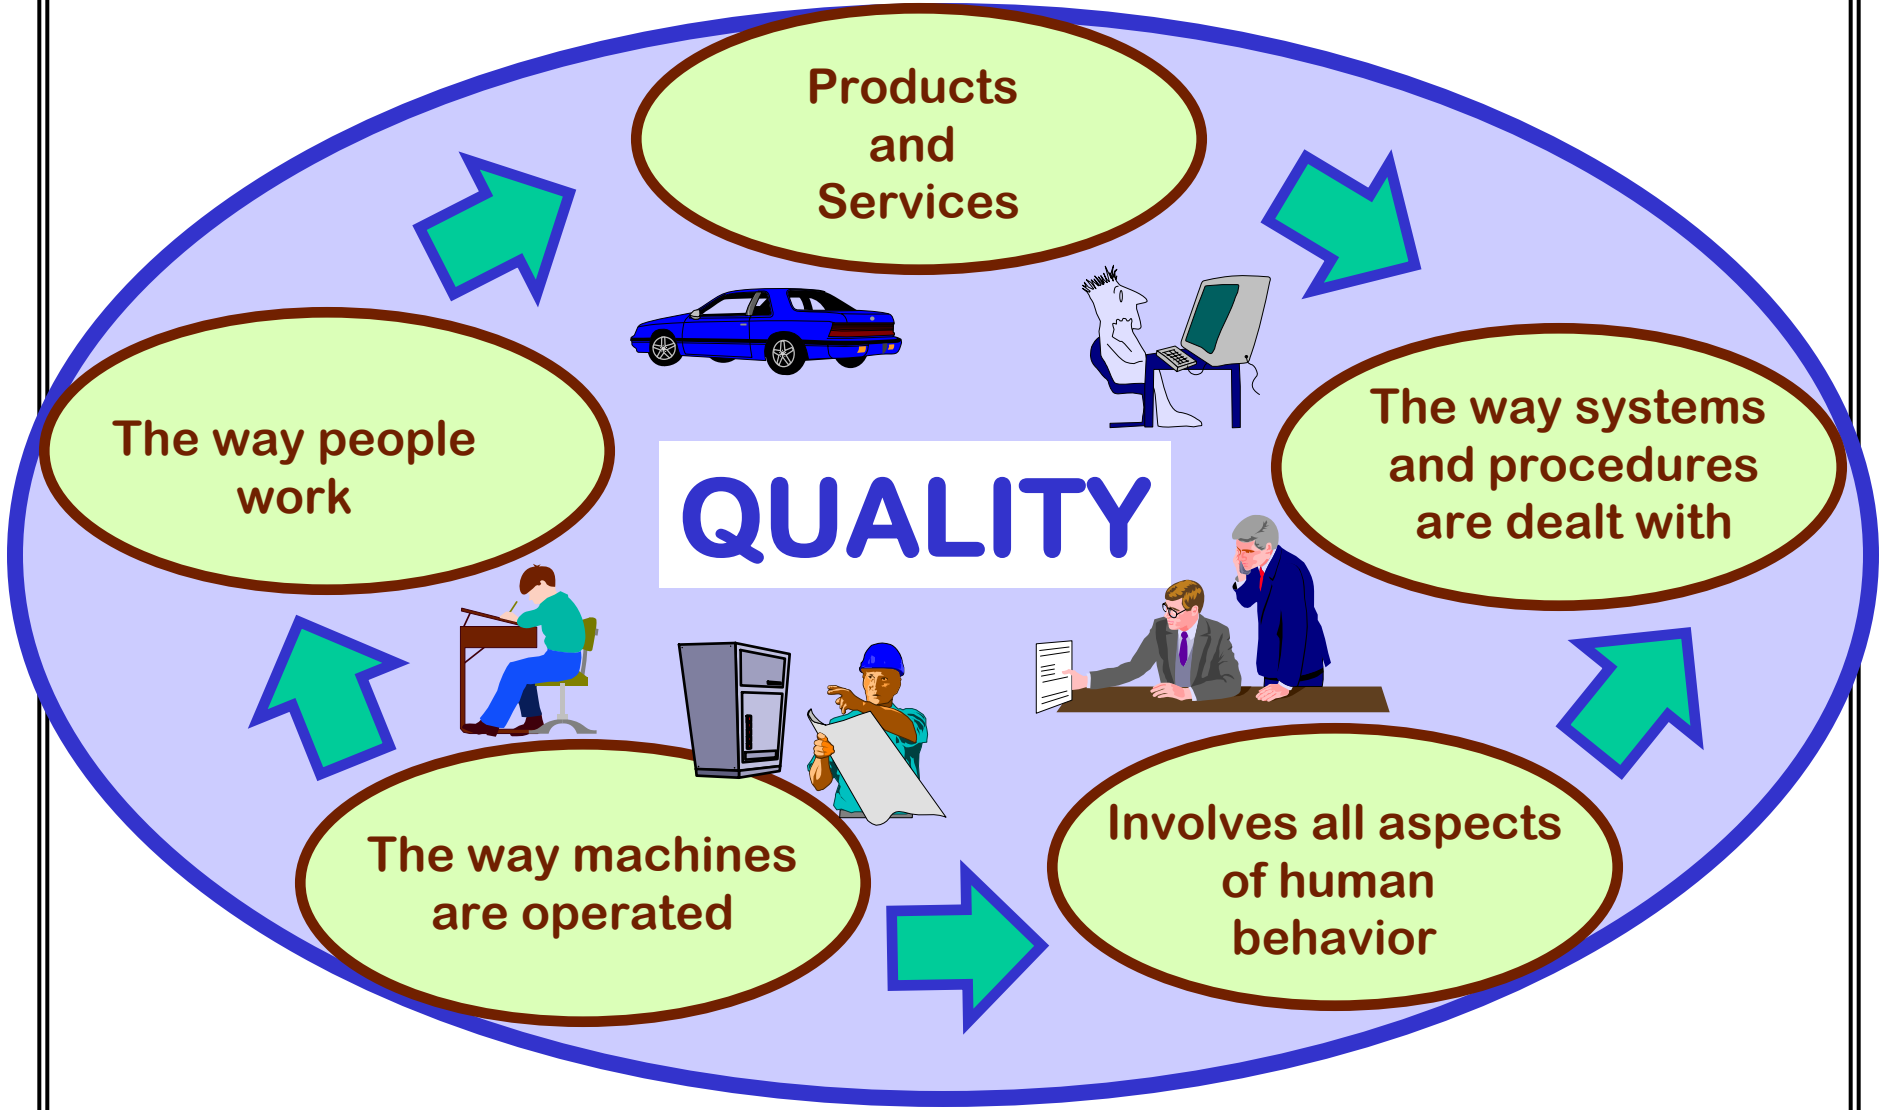 Products
and
Services
The way people
work
The way systems
and procedures
are dealt with
QUALITY
The way machines
are operated
Involves all aspects
of human
behavior